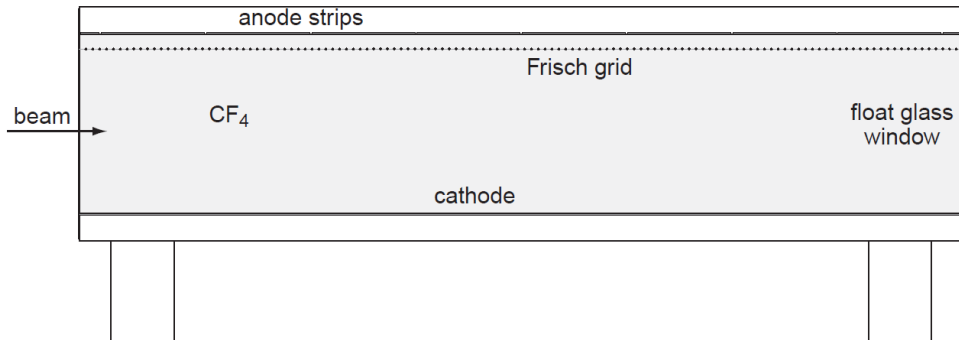 anode strips
Frisch grid
beam
CF₄
float glass
window
cathode